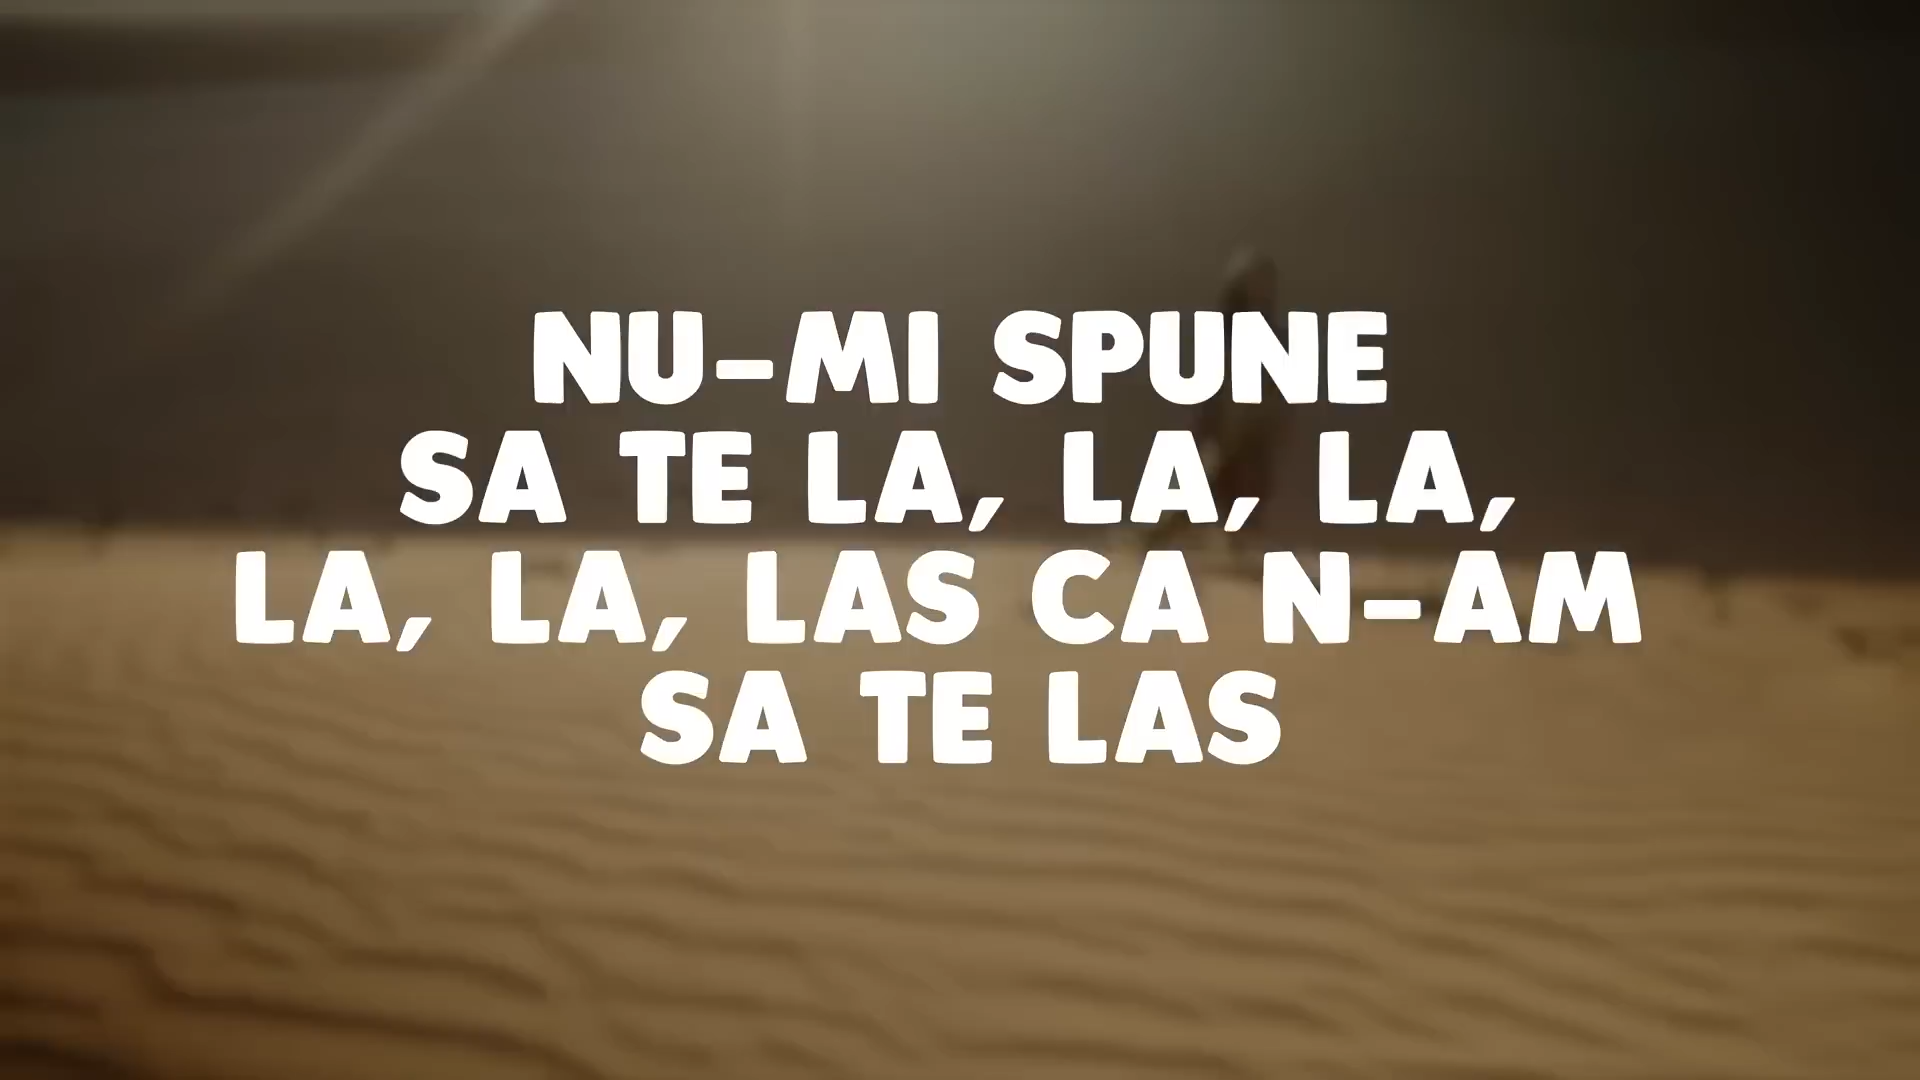 NU-MI SPUNE
SA TE LA, LA, LA,
LA, LA, LAS CA N-AM
SA TE LAS